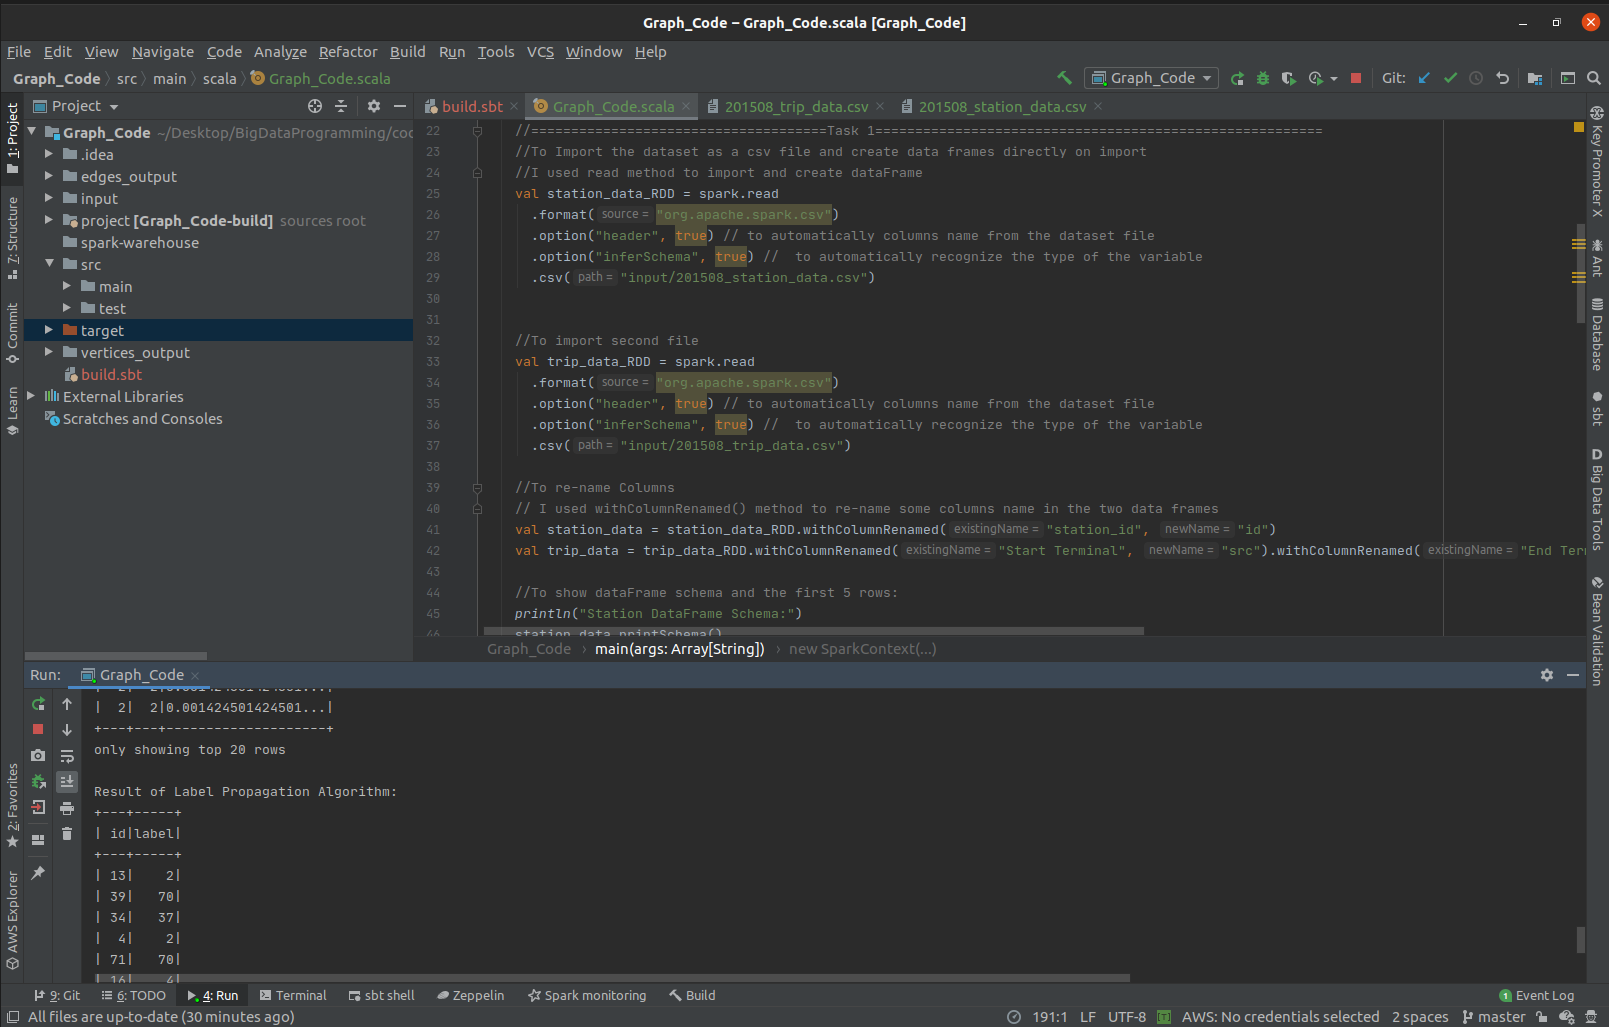 Graph_Code – Graph_Code.scala [Graph_Code]
File Edit View Navigate Code Analyze Refactor Build Run Tools VCS Window Help
Graph_Code src main scala Graph_Code.scala
Graph_Code Git:
Project
build.sbt Graph_Code.scala 201508_trip_data.csv 201508_station_data.csv
1: Project
7: Structure
Commit
Learn
2: Favorites
AWS Explorer
Graph_Code ~/Desktop/BigDataProgramming/coc
.idea
edges_output
input
project [Graph_Code-build] sources root
spark-warehouse
src
main
test
target
vertices_output
build.sbt
External Libraries
Scratches and Consoles
22 //=====================================Task 1========================================================
23 //To Import the dataset as a csv file and create data frames directly on import
24 //I used read method to import and create dataFrame
25 val station_data_RDD = spark.read
26 .format( source = "org.apache.spark.csv")
27 .option("header", true) // to automatically columns name from the dataset file
28 .option("inferSchema", true) //  to automatically recognize the type of the variable
29 .csv( path = "input/201508_station_data.csv")
30
31
32 //To import second file
33 val trip_data_RDD = spark.read
34 .format( source = "org.apache.spark.csv")
35 .option("header", true) // to automatically columns name from the dataset file
36 .option("inferSchema", true) //  to automatically recognize the type of the variable
37 .csv( path = "input/201508_trip_data.csv")
38
39 //To re-name Columns
40 // I used withColumnRenamed() method to re-name some columns name in the two data frames
41 val station_data = station_data_RDD.withColumnRenamed( existingName = "station_id", newName = "id")
42 val trip_data = trip_data_RDD.withColumnRenamed( existingName = "Start Terminal", newName = "src").withColumnRenamed( existingName = "End Ter
43
44 //To show dataFrame schema and the first 5 rows:
45 println("Station DataFrame Schema:")
46 station_data.printSchema()
Graph_Code main(args: Array[String]) new SparkContext(...)
Key Promoter X
Ant
Database
sbt
Big Data Tools
Bean Validation
Run: Graph_Code
| 2| 2|0.001424501424501...|
| 2| 2|0.001424501424501...|
+---+---+--------------------+
only showing top 20 rows
Result of Label Propagation Algorithm:
+---+-----+
| id|label|
+---+-----+
| 13| 2|
| 39| 70|
| 34| 37|
| 4| 2|
| 71| 70|
| 16| 4|
9: Git 6: TODO 4: Run Terminal sbt shell Zeppelin Spark monitoring Build 1 Event Log
All files are up-to-date (30 minutes ago) 191:1 LF UTF-8 [T] AWS: No credentials selected 2 spaces master